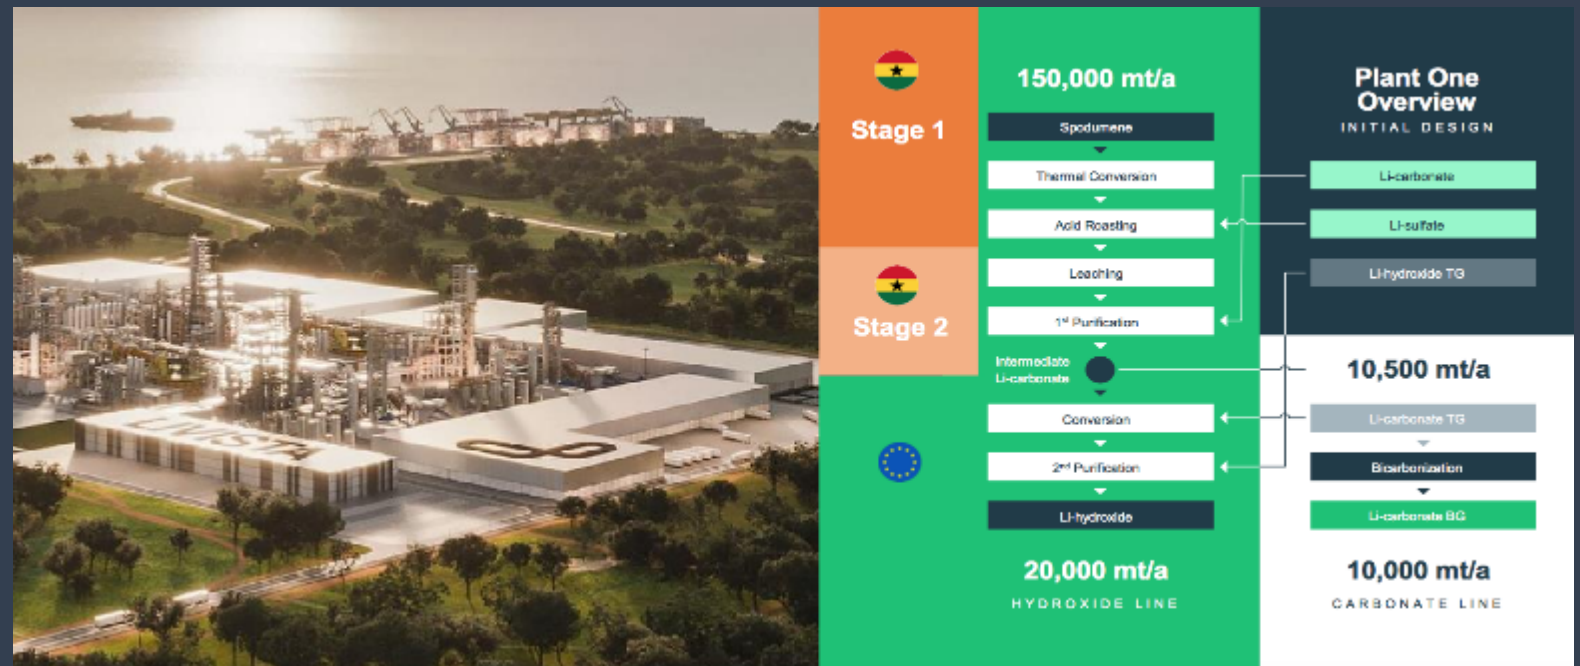 LIVISTA
Stage 1
Stage 2
150,000 mt/a
Spodumene
Thermal Conversion
Acid Roasting
Leaching
1st Purification
Intermediate
Li-carbonate
Conversion
2nd Purification
Li-hydroxide
20,000 mt/a
HYDROXIDE LINE
Plant One
Overview
INITIAL DESIGN
Li-carbonate
Li-sulfate
Li-hydroxide TG
10,500 mt/a
Li-carbonate TG
Bicarbonization
Li-carbonate BG
10,000 mt/a
CARBONATE LINE